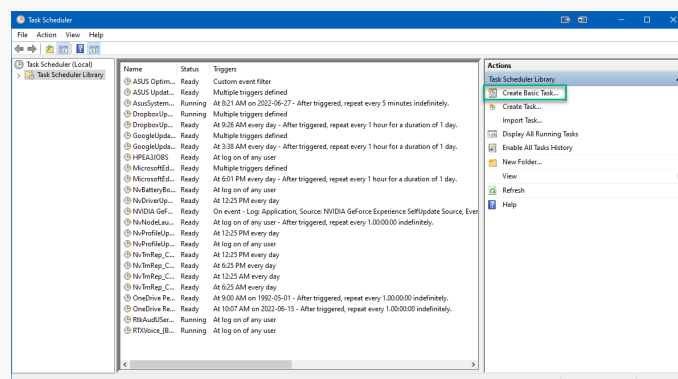 Task Scheduler
File Action View Help
Task Scheduler (Local)
Task Scheduler Library
Name Status Triggers
ASUS Optim... Ready Custom event filter
ASUS Updat... Ready Multiple triggers defined
AsusSystem... Running At 8:21 AM on 2022-06-27 - After triggered, repeat every 5 minutes indefinitely.
DropboxUp... Running Multiple triggers defined
DropboxUp... Ready At 9:26 AM every day - After triggered, repeat every 1 hour for a duration of 1 day.
GoogleUpda... Ready Multiple triggers defined
GoogleUpda... Ready At 3:38 AM every day - After triggered, repeat every 1 hour for a duration of 1 day.
HPEA3JOBS Ready At log on of any user
MicrosoftEd... Ready Multiple triggers defined
MicrosoftEd... Ready At 6:01 PM every day - After triggered, repeat every 1 hour for a duration of 1 day.
NvBatteryBo... Ready At log on of any user
NvDriverUp... Ready At 12:25 PM every day
NVIDIA GeF... Ready On event - Log: Application, Source: NVIDIA GeForce Experience SelfUpdate Source, Even
NvNodeLau... Ready At log on of any user - After triggered, repeat every 1.00:00:00 indefinitely.
NvProfileUp... Ready At 12:25 PM every day
NvProfileUp... Ready At log on of any user
NvTmRep_C... Ready At 12:25 PM every day
NvTmRep_C... Ready At 6:25 PM every day
NvTmRep_C... Ready At 12:25 AM every day
NvTmRep_C... Ready At 6:25 AM every day
OneDrive Pe... Ready At 9:00 AM on 1992-05-01 - After triggered, repeat every 1.00:00:00 indefinitely.
OneDrive Re... Ready At 10:07 AM on 2022-06-15 - After triggered, repeat every 1.00:00:00 indefinitely.
RtkAudUSer... Running At log on of any user
RTXVoice_{B... Running At log on of any user
Actions
Task Scheduler Library
Create Basic Task...
Create Task...
Import Task...
Display All Running Tasks
Enable All Tasks History
New Folder...
View
Refresh
Help